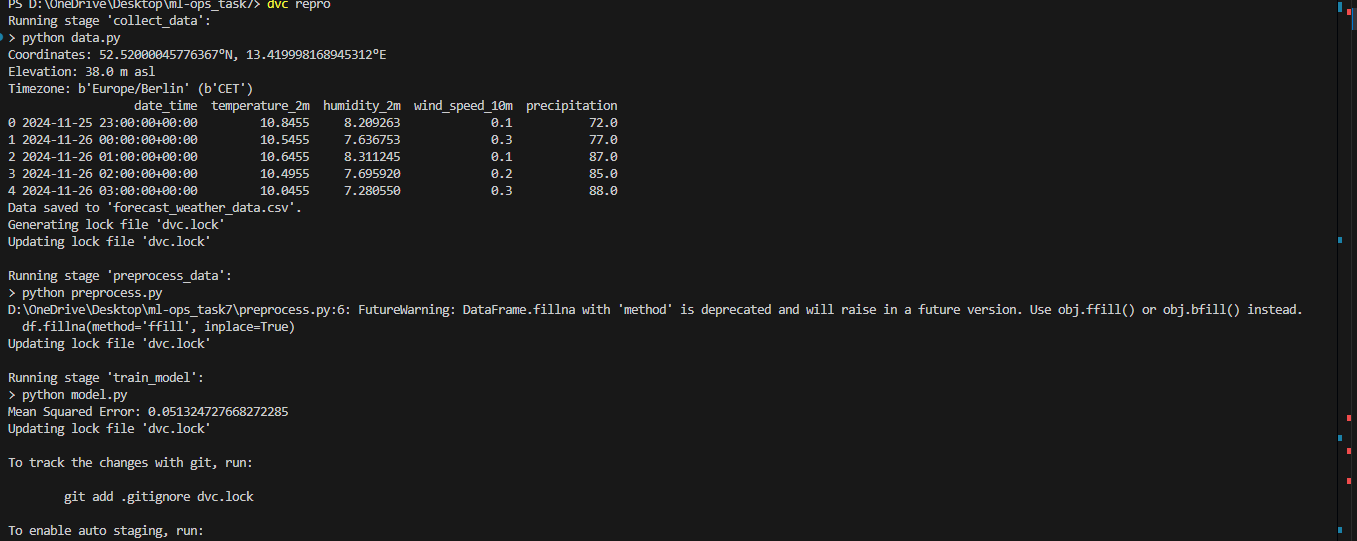 PS D:\OneDrive\Desktop\ml-ops_task7> dvc repro
Running stage 'collect_data':
> python data.py
Coordinates: 52.52000045776367°N, 13.419998168945312°E
Elevation: 38.0 m asl
Timezone: b'Europe/Berlin' (b'CET')
date_time temperature_2m humidity_2m wind_speed_10m precipitation
0 2024-11-25 23:00:00+00:00 10.8455 8.209263 0.1 72.0
1 2024-11-26 00:00:00+00:00 10.5455 7.636753 0.3 77.0
2 2024-11-26 01:00:00+00:00 10.6455 8.311245 0.1 87.0
3 2024-11-26 02:00:00+00:00 10.4955 7.695920 0.2 85.0
4 2024-11-26 03:00:00+00:00 10.0455 7.280550 0.3 88.0
Data saved to 'forecast_weather_data.csv'.
Generating lock file 'dvc.lock'
Updating lock file 'dvc.lock'
Running stage 'preprocess_data':
> python preprocess.py
D:\OneDrive\Desktop\ml-ops_task7\preprocess.py:6: FutureWarning: DataFrame.fillna with 'method' is deprecated and will raise in a future version. Use obj.ffill() or obj.bfill() instead.
df.fillna(method='ffill', inplace=True)
Updating lock file 'dvc.lock'
Running stage 'train_model':
> python model.py
Mean Squared Error: 0.051324727668272285
Updating lock file 'dvc.lock'
To track the changes with git, run:
git add .gitignore dvc.lock
To enable auto staging, run: